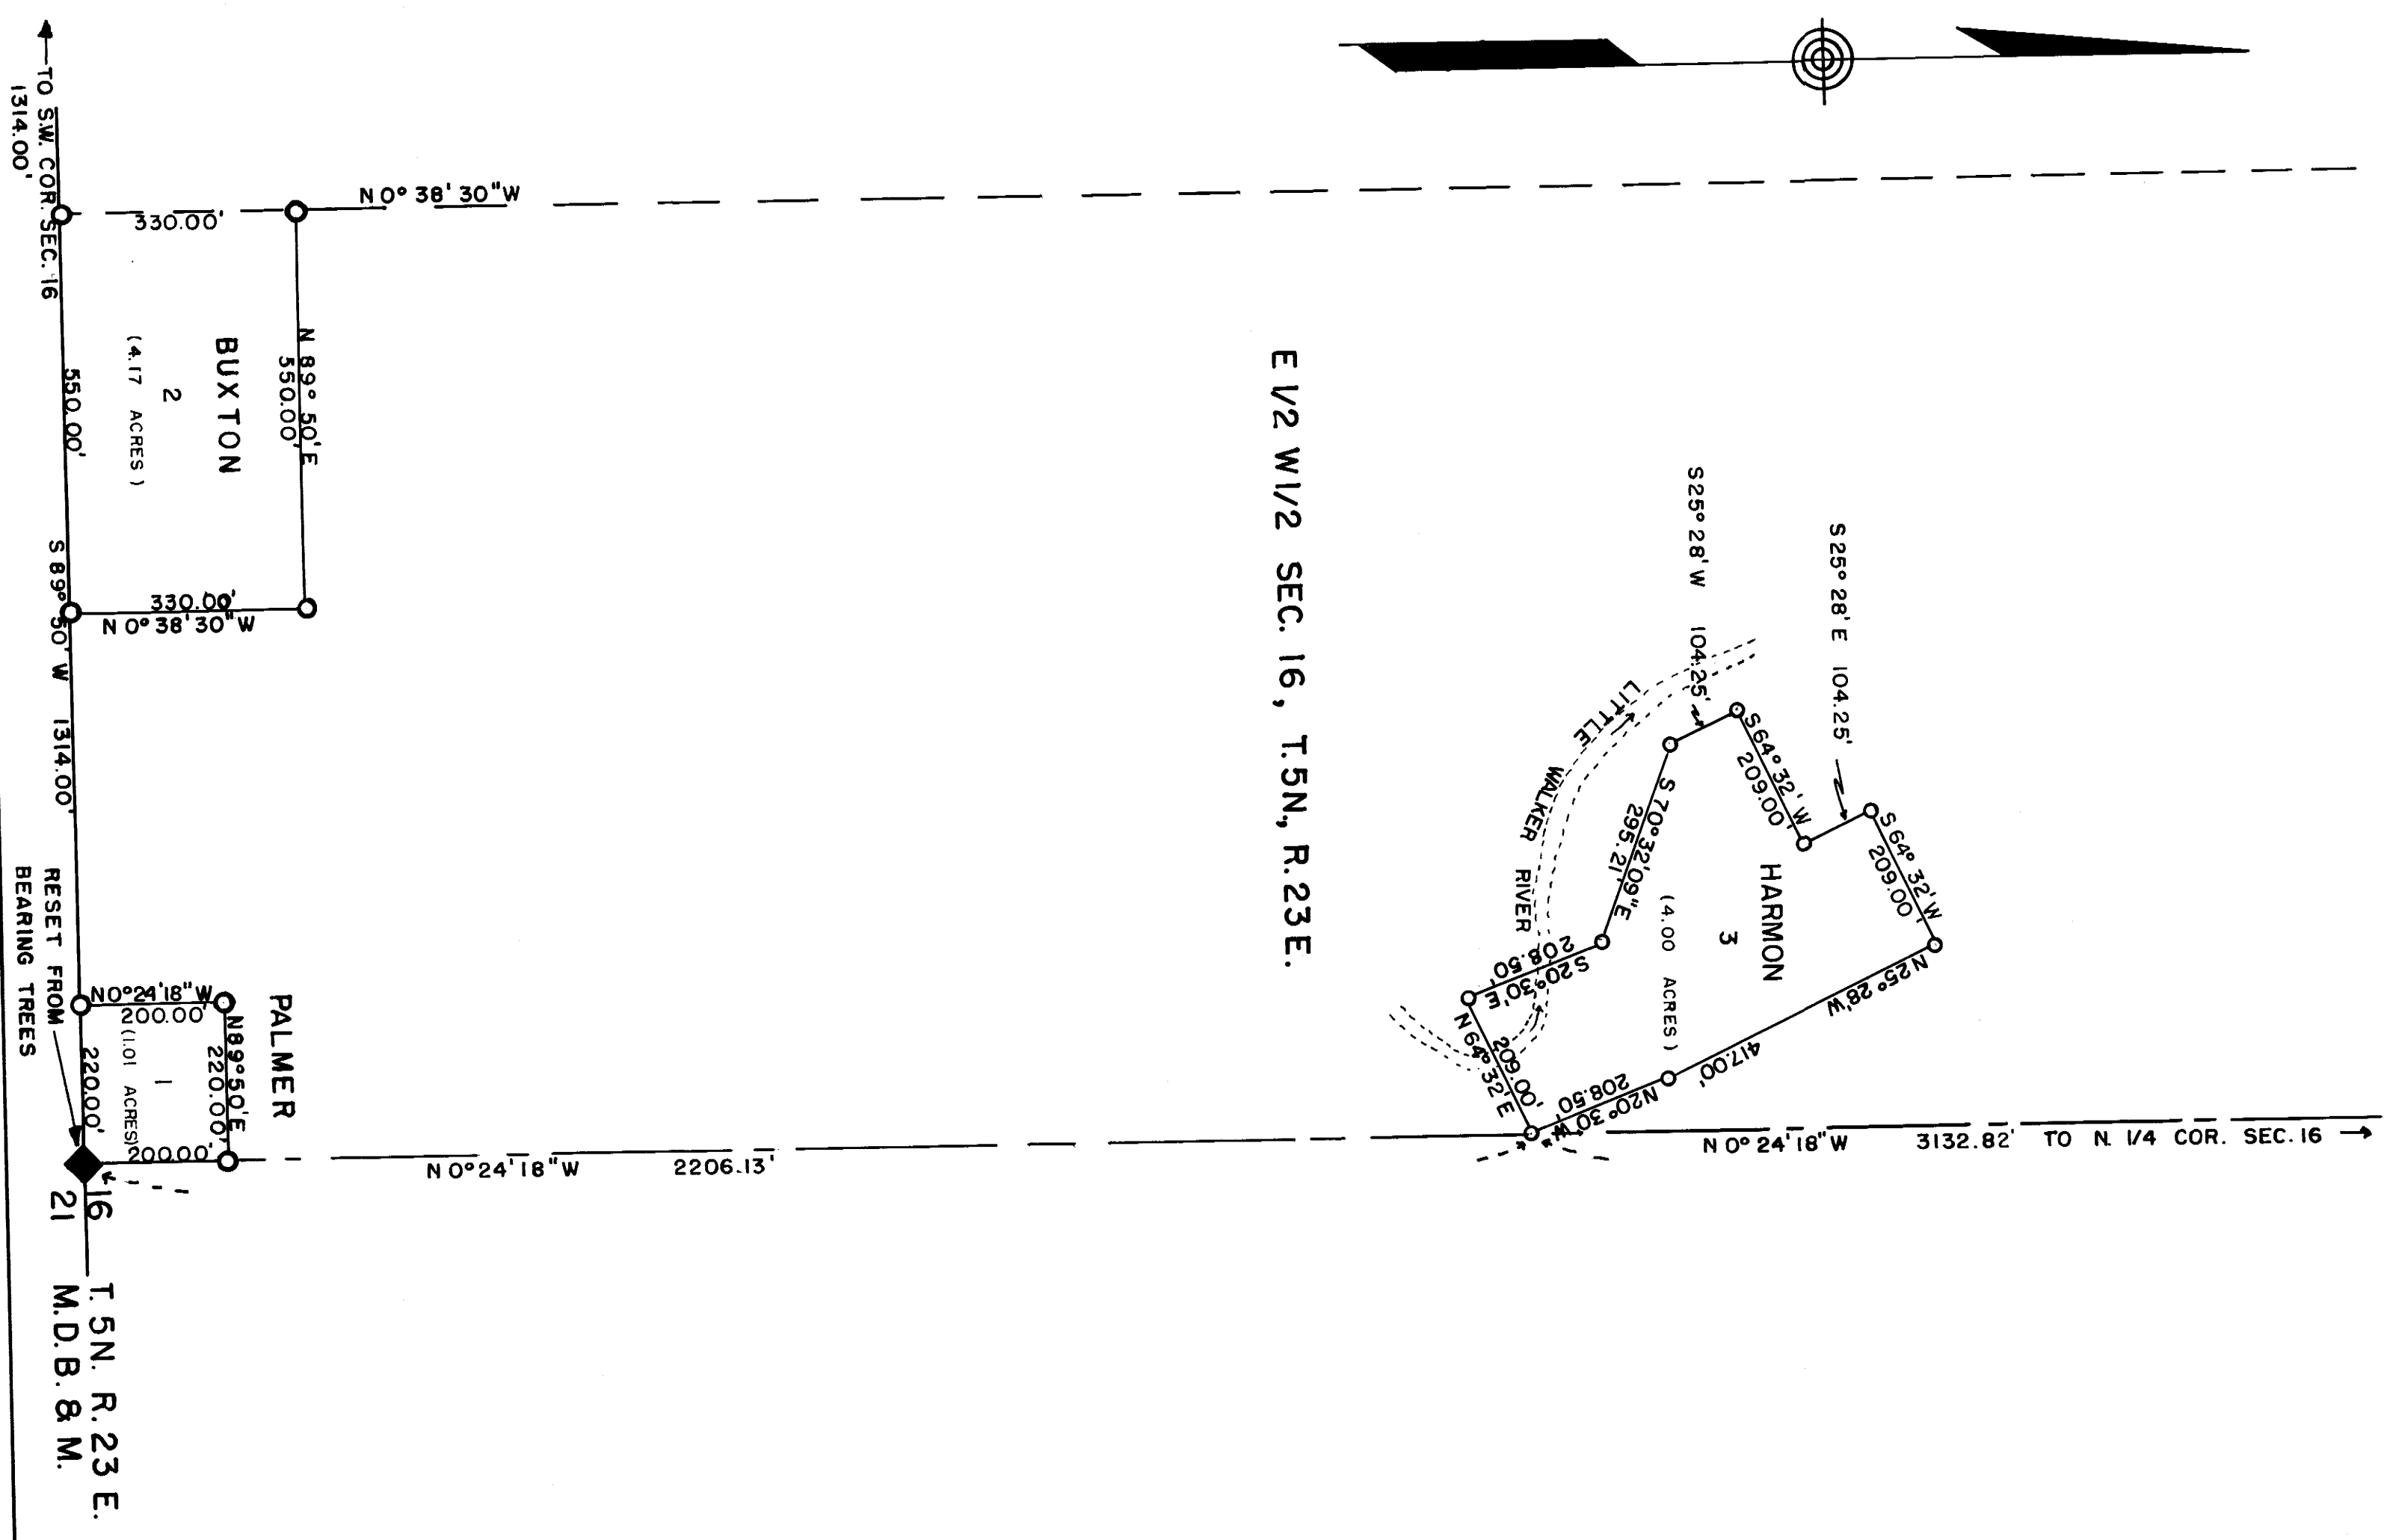 TO S.W. COR. SEC. 16
1314.00'
N 0° 38' 30" W
330.00'
N 89° 50' E
550.00'
BUXTON
2
(4.17 ACRES)
550.00'
330.00'
N 0° 38' 30" W
S 89° 50' W 1314.00'
RESET FROM
BEARING TREES
N 0° 24' 18" W
200.00'
PALMER
N 89° 50' E
220.00'
1
(1.01 ACRES)
220.00'
200.00'
16
21
T. 5N. R. 23 E.
M. D. B. & M.
N 0° 24' 18" W 2206.13'
E 1/2 W 1/2 SEC. 16, T. 5N., R. 23 E.
S 25° 28' W 104.25'
S 25° 28' E 104.25'
S 64° 32' W
209.00'
S 64° 32' W
209.00'
LITTLE WALKER RIVER
S 70° 32' 09" E
295.21'
HARMON
3
(4.00 ACRES)
S 20° 30' E
208.50'
N 64° 32' E
209.00'
N 20° 30' W
208.50'
N 25° 28' W
417.00'
N 0° 24' 18" W 3132.82' TO N. 1/4 COR. SEC. 16